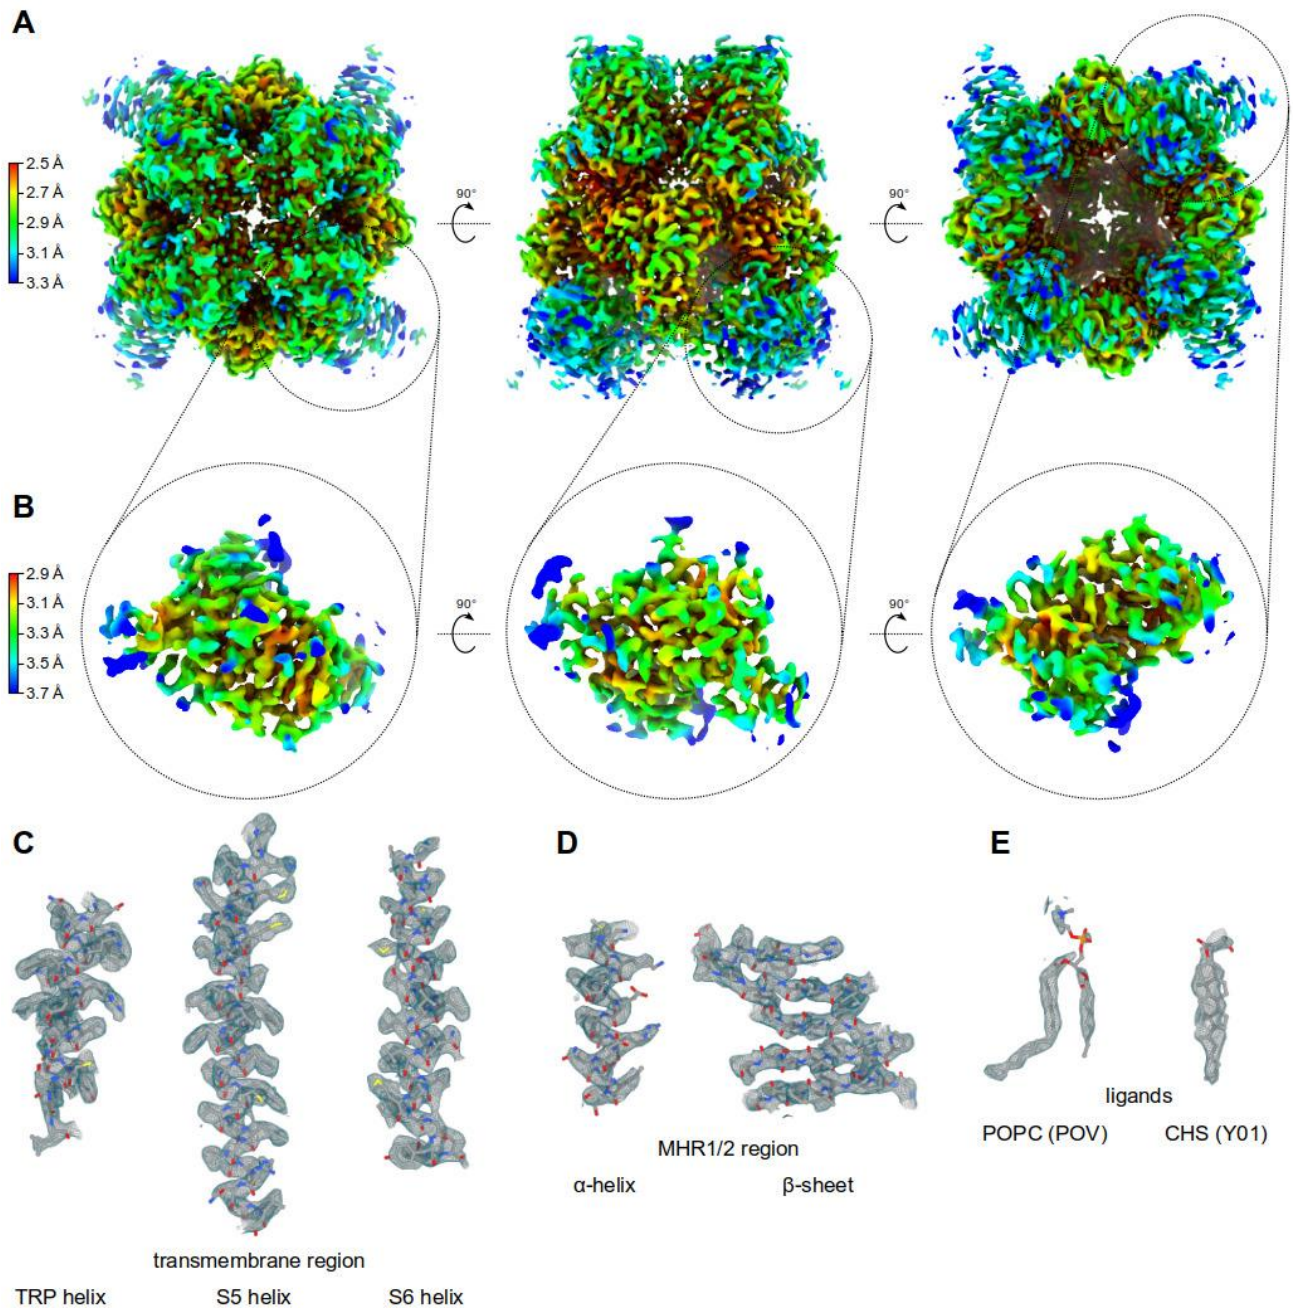 A
2.5 Å
2.7 Å
2.9 Å
3.1 Å
3.3 Å
90°
90°
B
2.9 Å
3.1 Å
3.3 Å
3.5 Å
3.7 Å
90°
90°
C
D
E
ligands
POPC (POV)
CHS (Y01)
MHR1/2 region
α-helix
β-sheet
transmembrane region
TRP helix
S5 helix
S6 helix